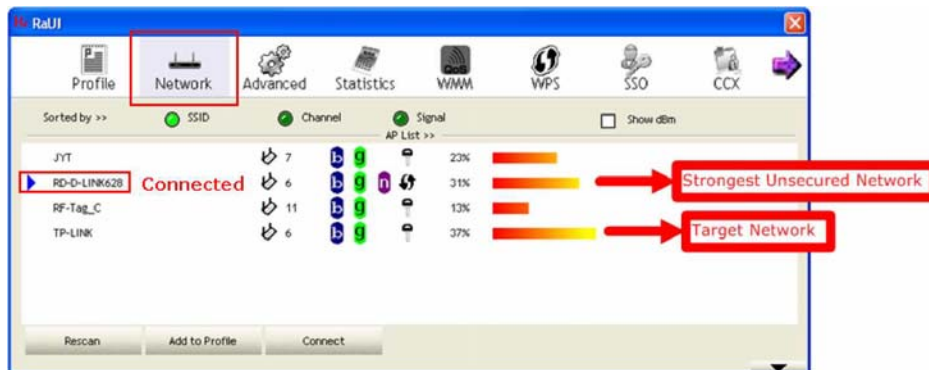 RaUI
Profile Network Advanced Statistics WMM WPS SSO CCX
QoS
Sorted by >> SSID Channel Signal Show dBm
AP List >>
JYT 7 b g 23%
RD-D-LINK628 Connected 6 b g n 31% Strongest Unsecured Network
RF-Tag_C 11 b g 13%
TP-LINK 6 b g 37% Target Network
Rescan Add to Profile Connect